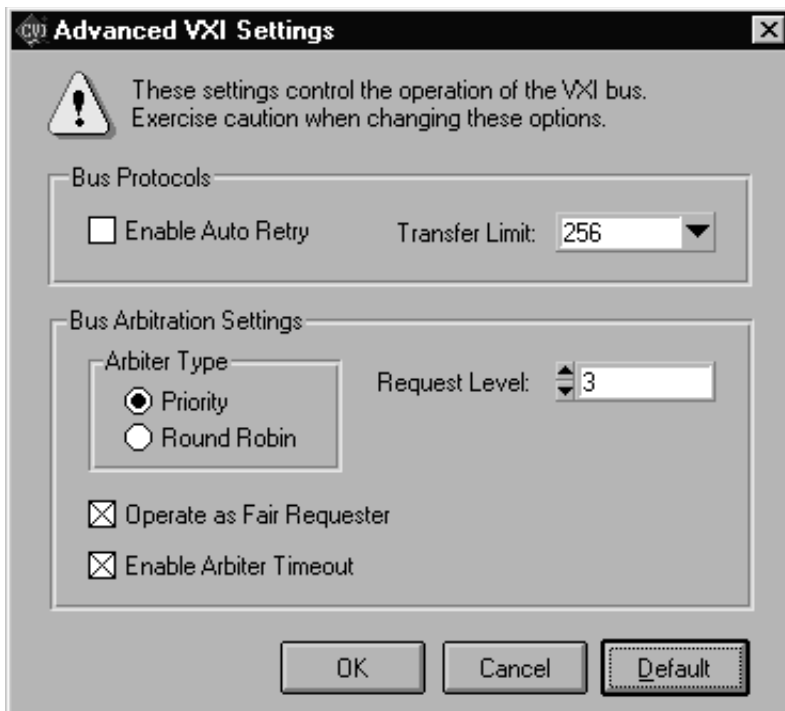 CVI Advanced VXI Settings
These settings control the operation of the VXI bus.
Exercise caution when changing these options.
Bus Protocols
Enable Auto Retry Transfer Limit: 256
Bus Arbitration Settings
Arbiter Type
Request Level: 3
Priority
Round Robin
Operate as Fair Requester
Enable Arbiter Timeout
OK Cancel Default